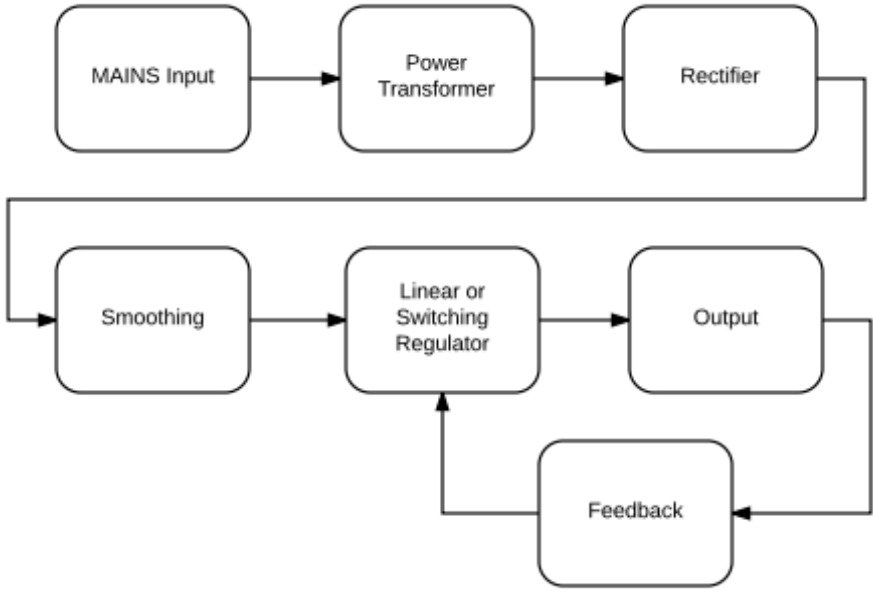 MAINS Input
Power
Transformer
Rectifier
Smoothing
Linear or
Switching
Regulator
Output
Feedback